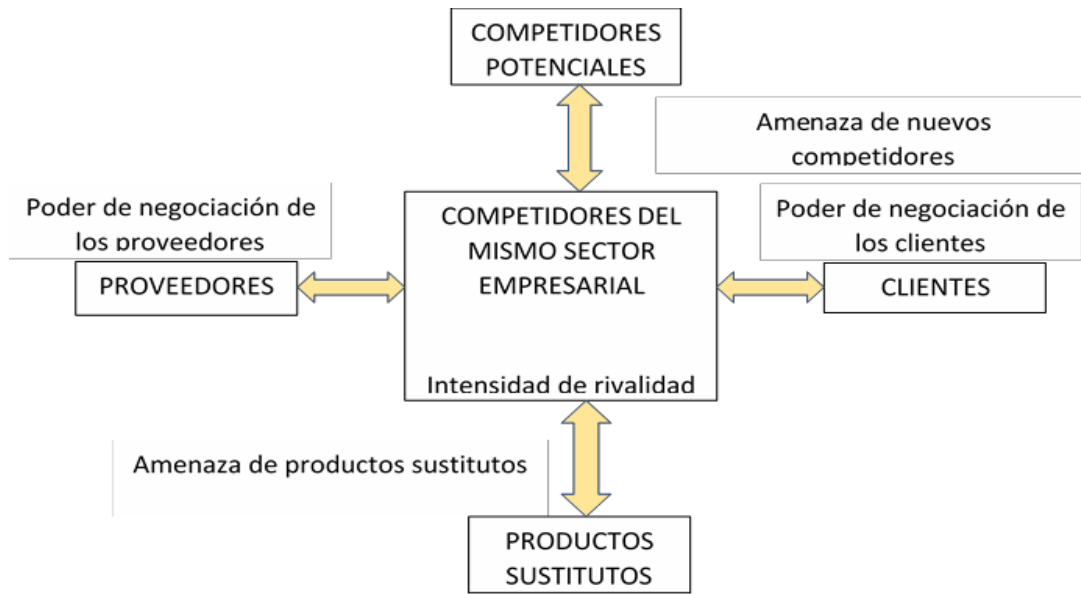 COMPETIDORES
POTENCIALES
Amenaza de nuevos
competidores
Poder de negociación de
los proveedores
PROVEEDORES
COMPETIDORES DEL
MISMO SECTOR
EMPRESARIAL
Intensidad de rivalidad
Poder de negociación de
los clientes
CLIENTES
Amenaza de productos sustitutos
PRODUCTOS
SUSTITUTOS